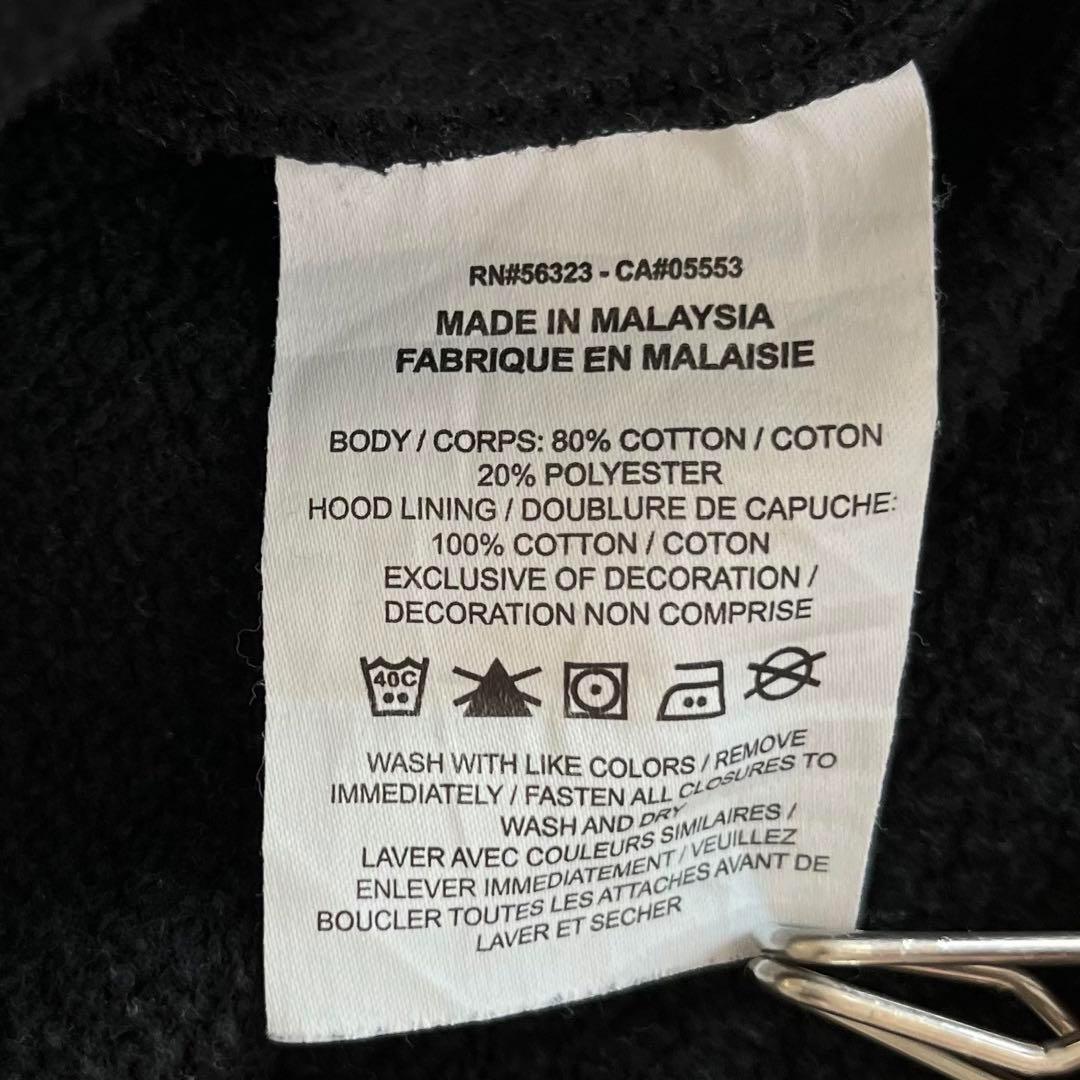 RN#56323 - CA#05553
MADE IN MALAYSIA
FABRIQUE EN MALAISIE
BODY / CORPS: 80% COTTON / COTON
20% POLYESTER
HOOD LINING / DOUBLURE DE CAPUCHE:
100% COTTON / COTON
EXCLUSIVE OF DECORATION /
DECORATION NON COMPRISE
40C
WASH WITH LIKE COLORS / REMOVE
IMMEDIATELY / FASTEN ALL CLOSURES TO
WASH AND DRY
LAVER AVEC COULEURS SIMILAIRES /
ENLEVER IMMEDIATEMENT / VEUILLEZ
BOUCLER TOUTES LES ATTACHES AVANT DE
LAVER ET SECHER